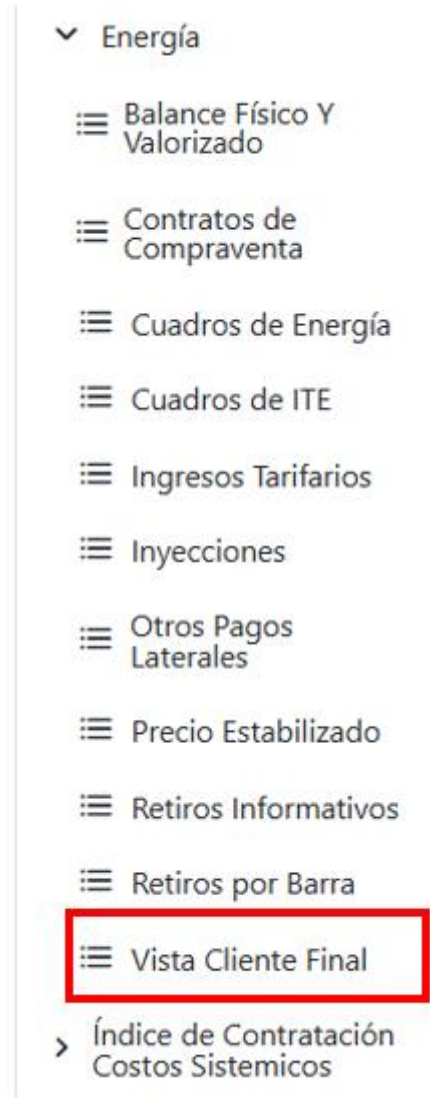 Energía
Balance Físico Y
Valorizado
Contratos de
Compraventa
Cuadros de Energía
Cuadros de ITE
Ingresos Tarifarios
Inyecciones
Otros Pagos
Laterales
Precio Estabilizado
Retiros Informativos
Retiros por Barra
Vista Cliente Final
Índice de Contratación
Costos Sistemicos